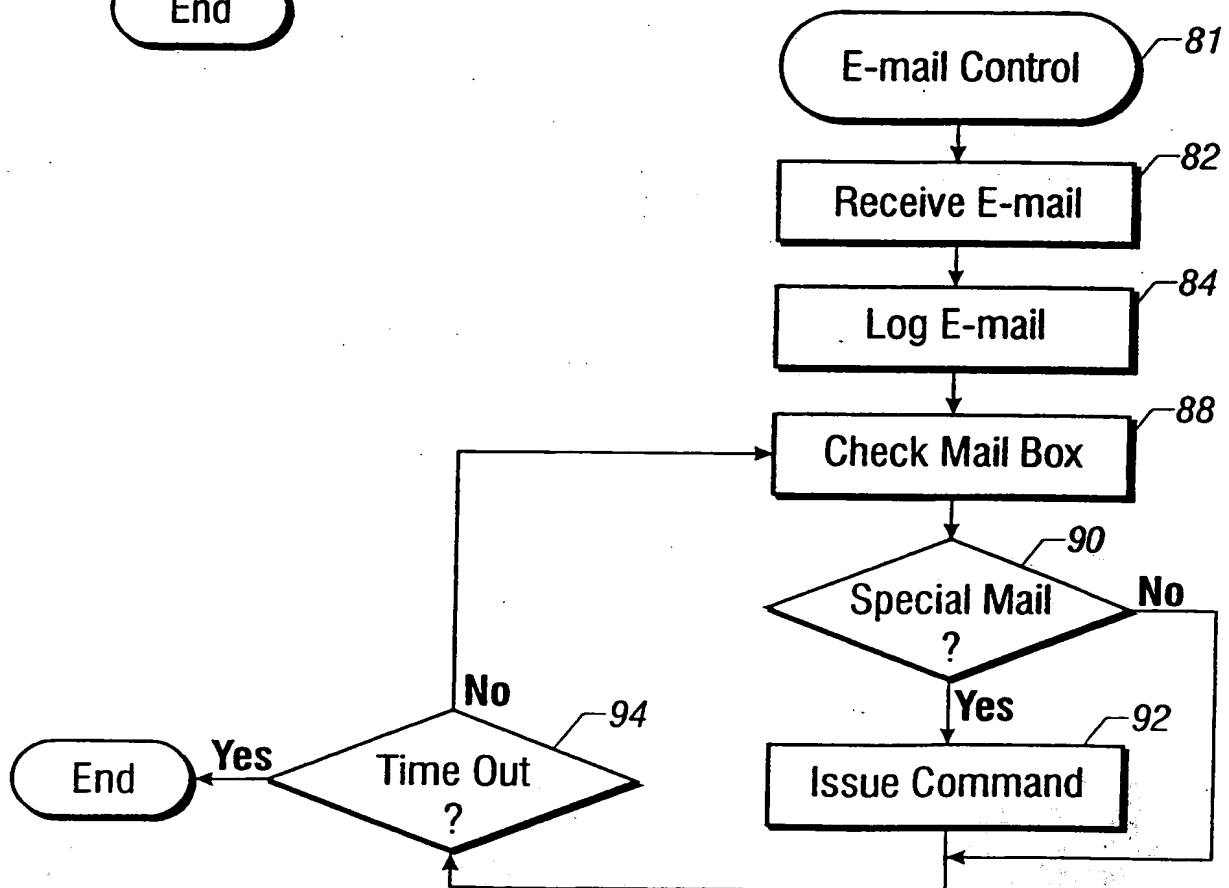 End
E-mail Control
81
Receive E-mail
82
Log E-mail
84
Check Mail Box
88
Special Mail
?
90
No
Yes
Issue Command
92
Time Out
?
94
No
Yes
End